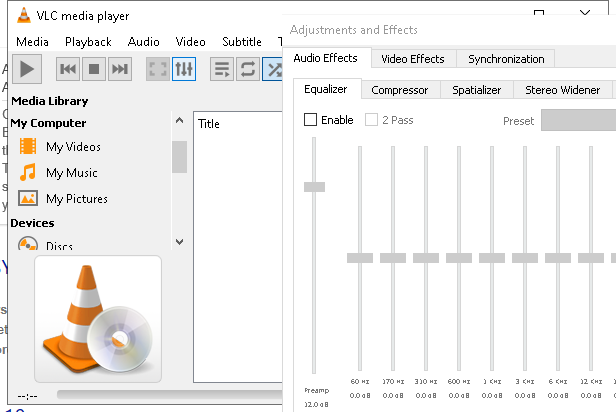 VLC media player
Adjustments and Effects
Media Playback Audio Video Subtitle T
Audio Effects Video Effects Synchronization
Equalizer Compressor Spatializer Stereo Widener
Media Library
My Computer
My Videos
My Music
My Pictures
Devices
Discs
Title
Enable 2 Pass Preset
60 Hz 170 Hz 310 Hz 600 Hz 1 KHz 3 KHz 6 KHz 12 KHz
Preamp 0.0 dB 0.0 dB 0.0 dB 0.0 dB 0.0 dB 0.0 dB 0.0 dB 0.0 dB
12.0 dB
--:--